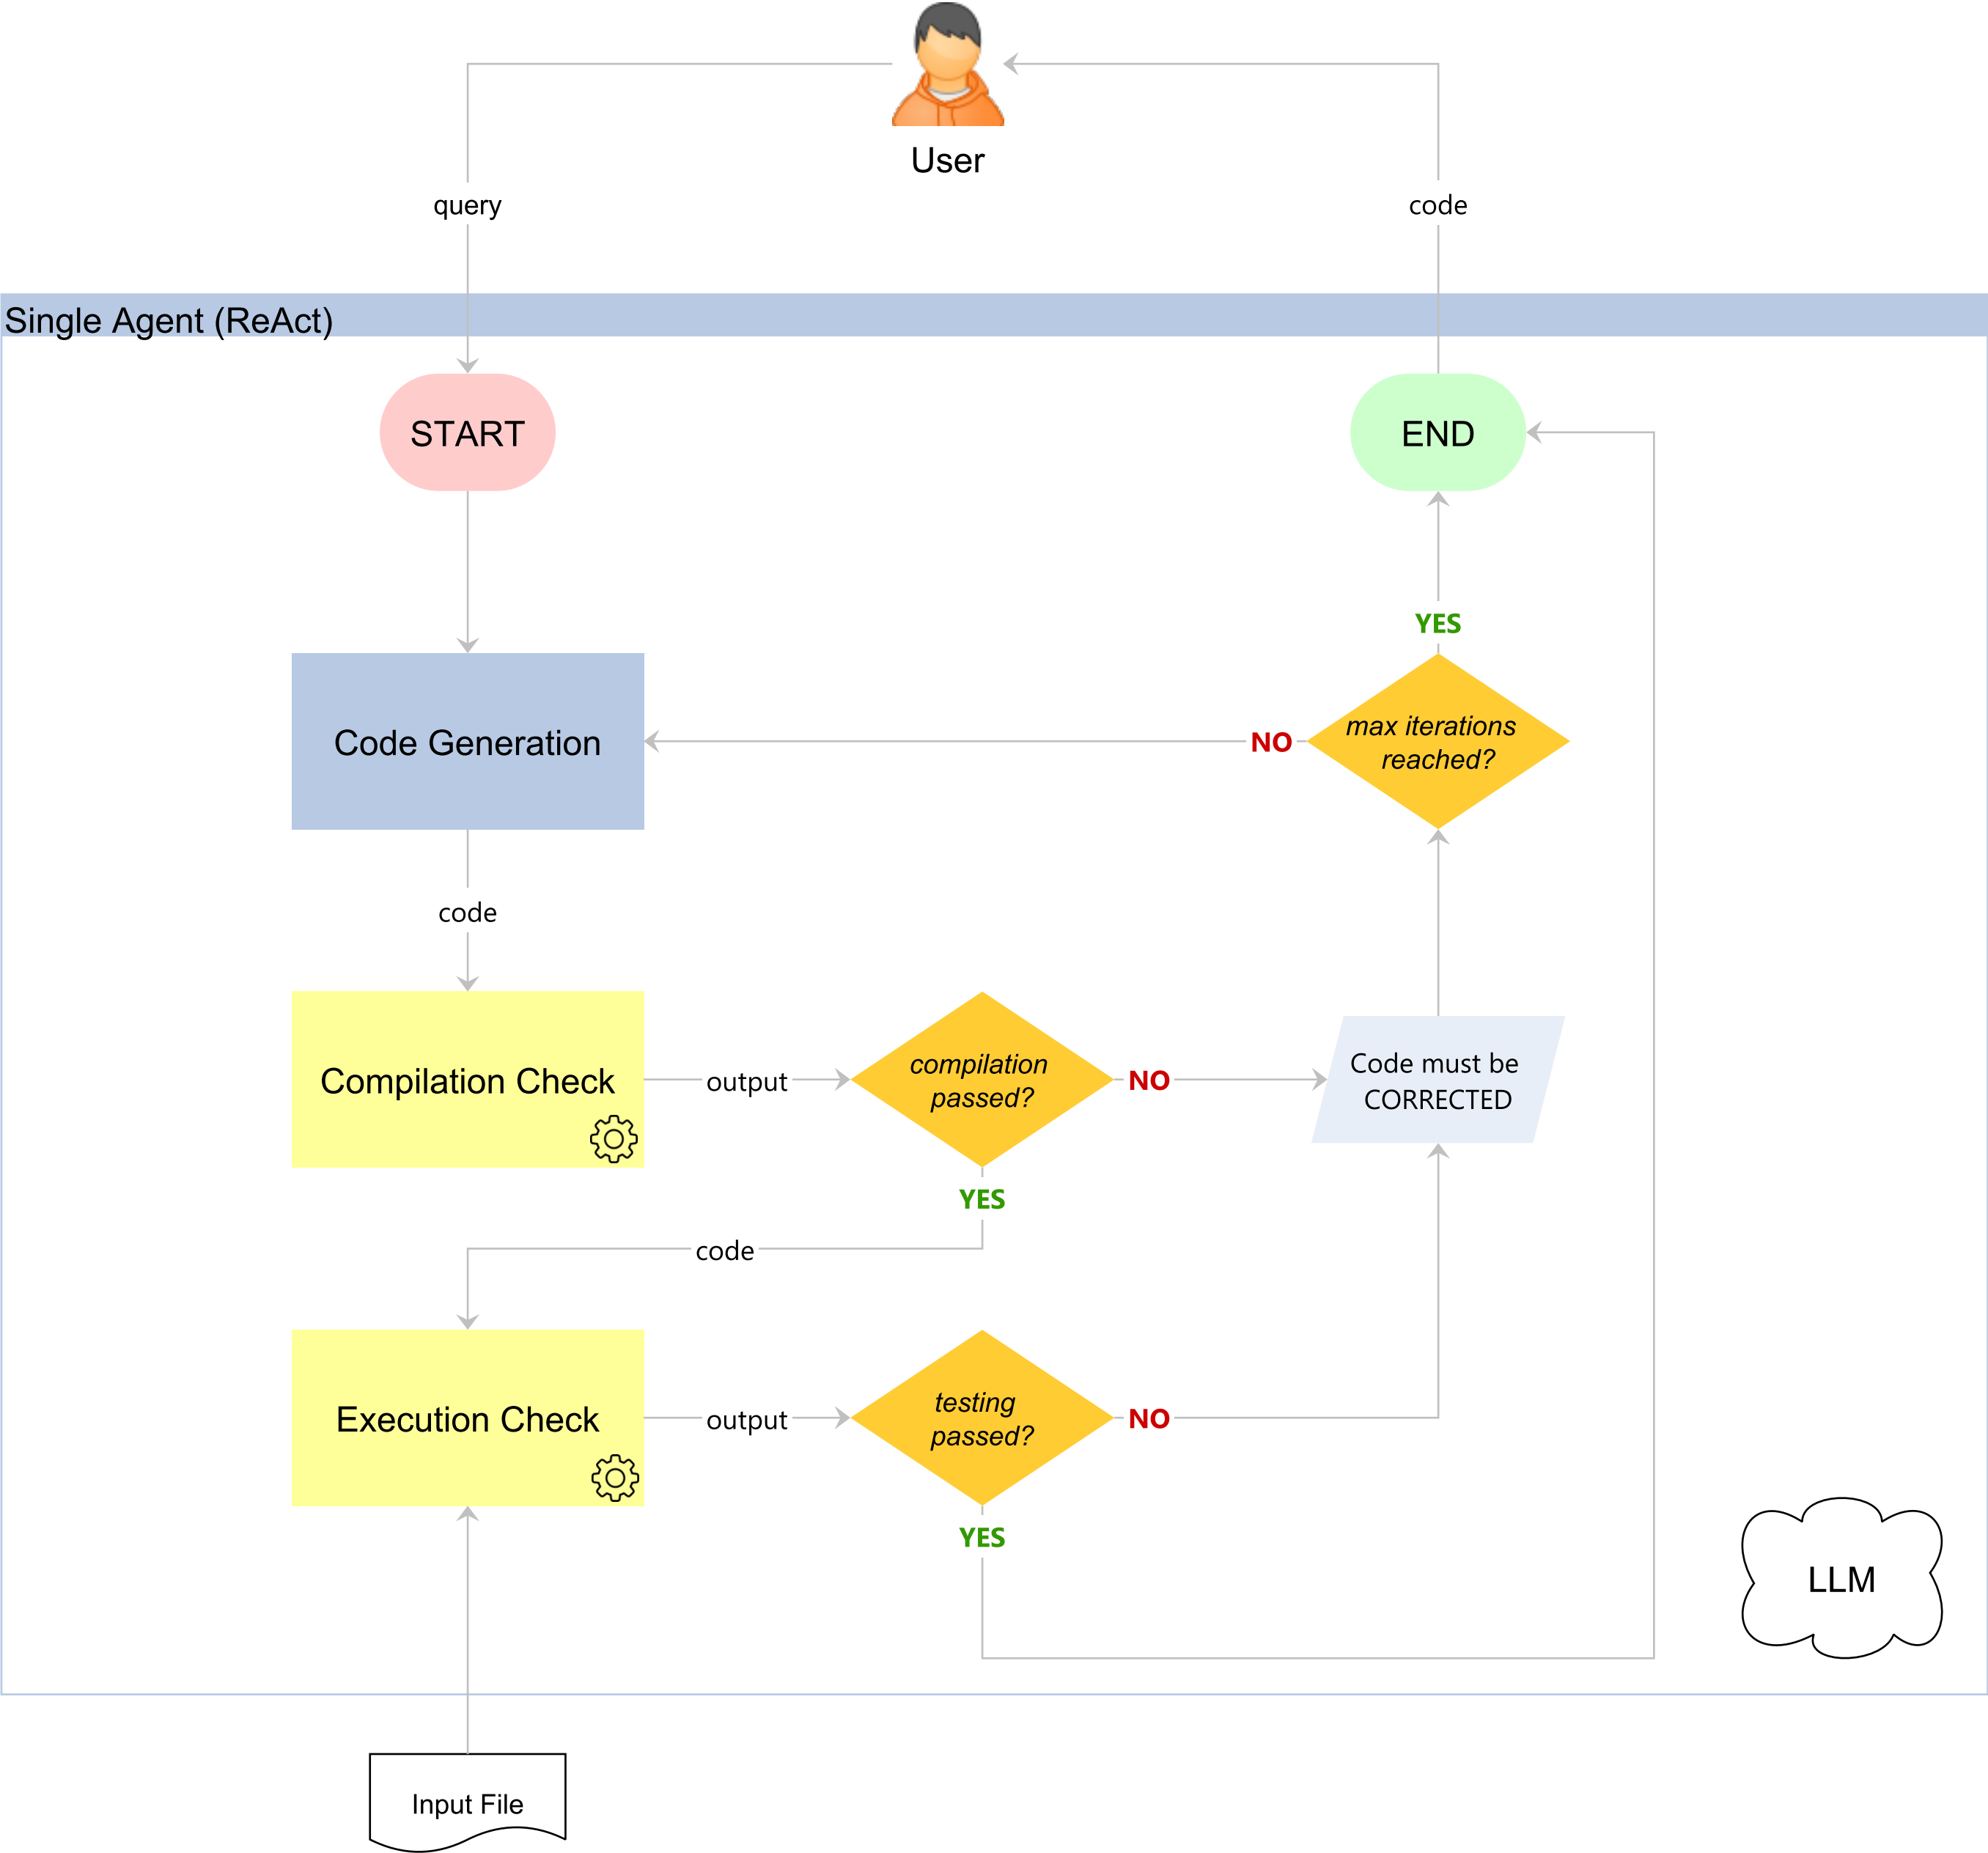 User
query
code
Single Agent (ReAct)
START
END
YES
Code Generation
NO
max iterations
reached?
code
Compilation Check
output
compilation
passed?
NO
Code must be
CORRECTED
YES
code
Execution Check
output
testing
passed?
NO
YES
LLM
Input File